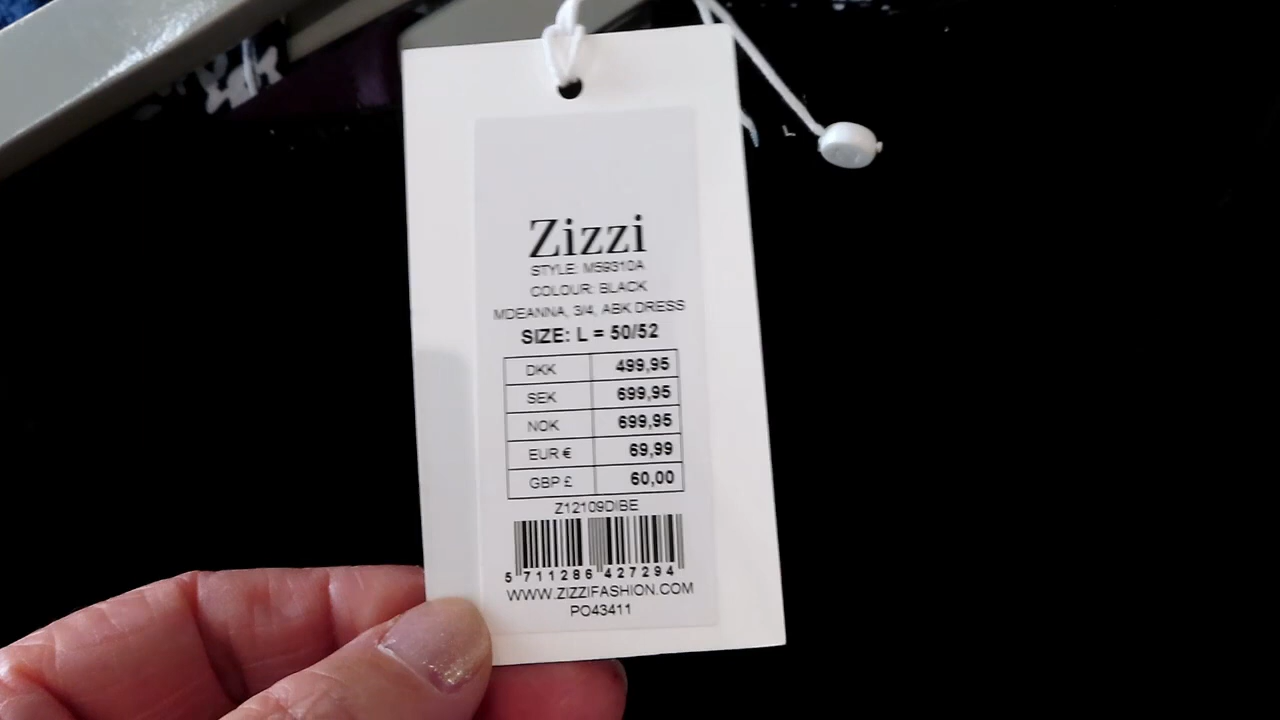 Zizzi
STYLE: M59310A
COLOUR: BLACK
MDEANNA, 3/4, ABK DRESS
SIZE: L = 50/52
DKK 499,95
SEK 699,95
NOK 699,95
EUR € 69,99
GBP £ 60,00
Z12109DIBE
5 711286 427294
WWW.ZIZZIFASHION.COM
PO43411